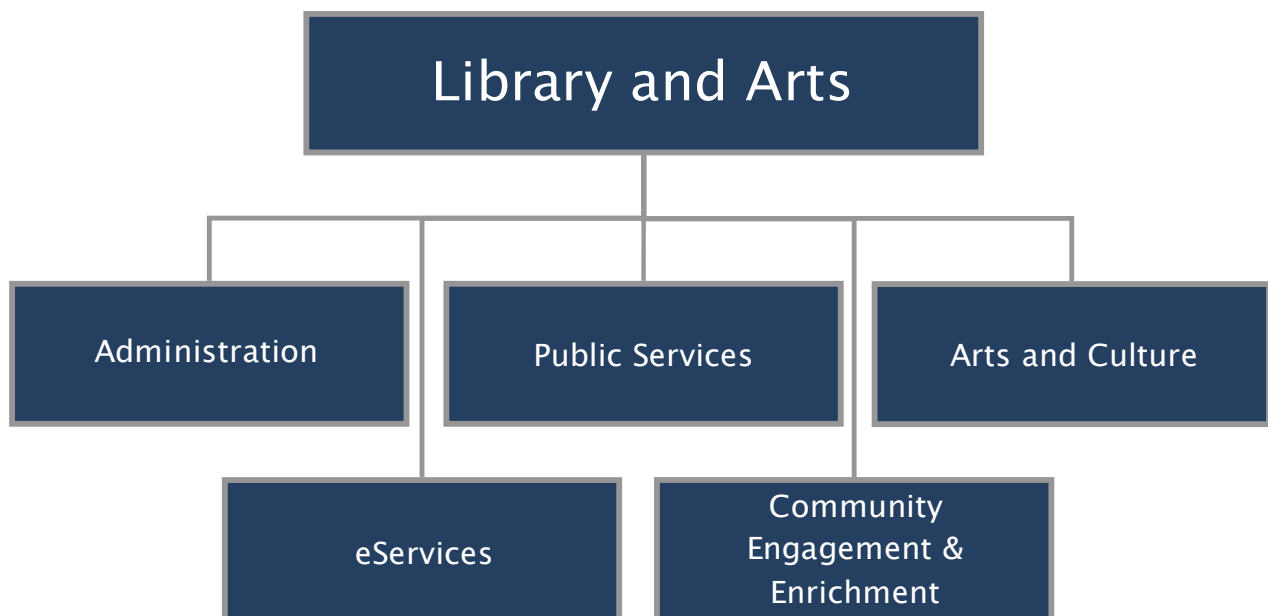 Library and Arts
Administration
Public Services
Arts and Culture
eServices
Community
Engagement &
Enrichment